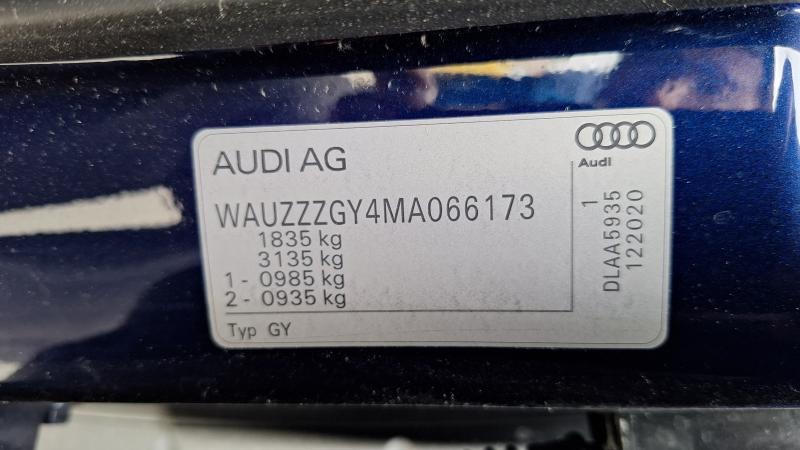 AUDI AG
Audi
WAUZZZGY4MA066173
1835 kg
3135 kg
1 - 0985 kg
2 - 0935 kg
Typ GY
1
DLAA5935
122020